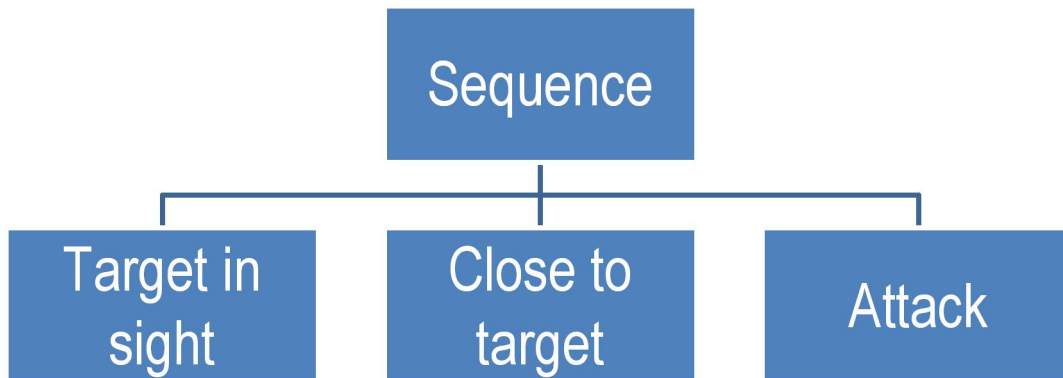 Sequence
Target in
sight
Close to
target
Attack